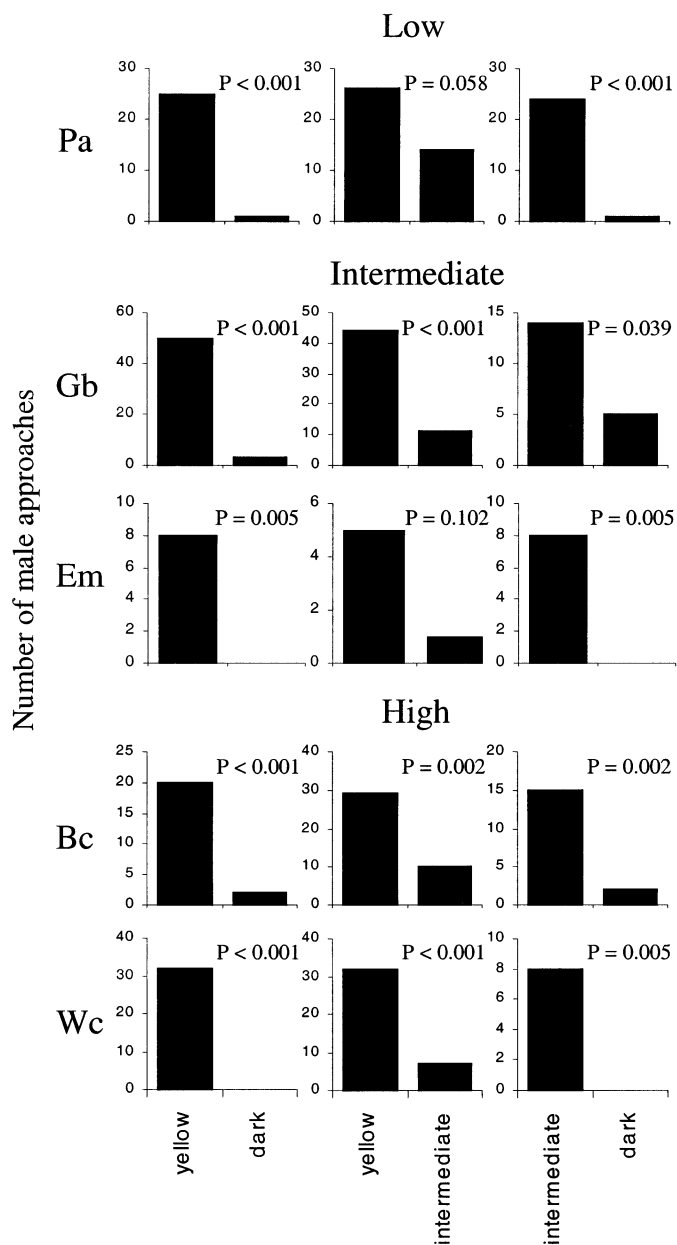 Low
Pa
30 20 10 0 P < 0.001
30 20 10 0 P = 0.058
30 20 10 0 P < 0.001
Intermediate
Number of male approaches
Gb
60 40 20 0 P < 0.001
50 40 30 20 10 0 P < 0.001
15 10 5 0 P = 0.039
Em
10 8 6 4 2 0 P = 0.005
6 4 2 0 P = 0.102
10 8 6 4 2 0 P = 0.005
High
Bc
25 20 15 10 5 0 P < 0.001
40 30 20 10 0 P = 0.002
20 15 10 5 0 P = 0.002
Wc
40 30 20 10 0 P < 0.001
40 30 20 10 0 P < 0.001
10 8 6 4 2 0 P = 0.005
yellow
dark
yellow
intermediate
intermediate
dark